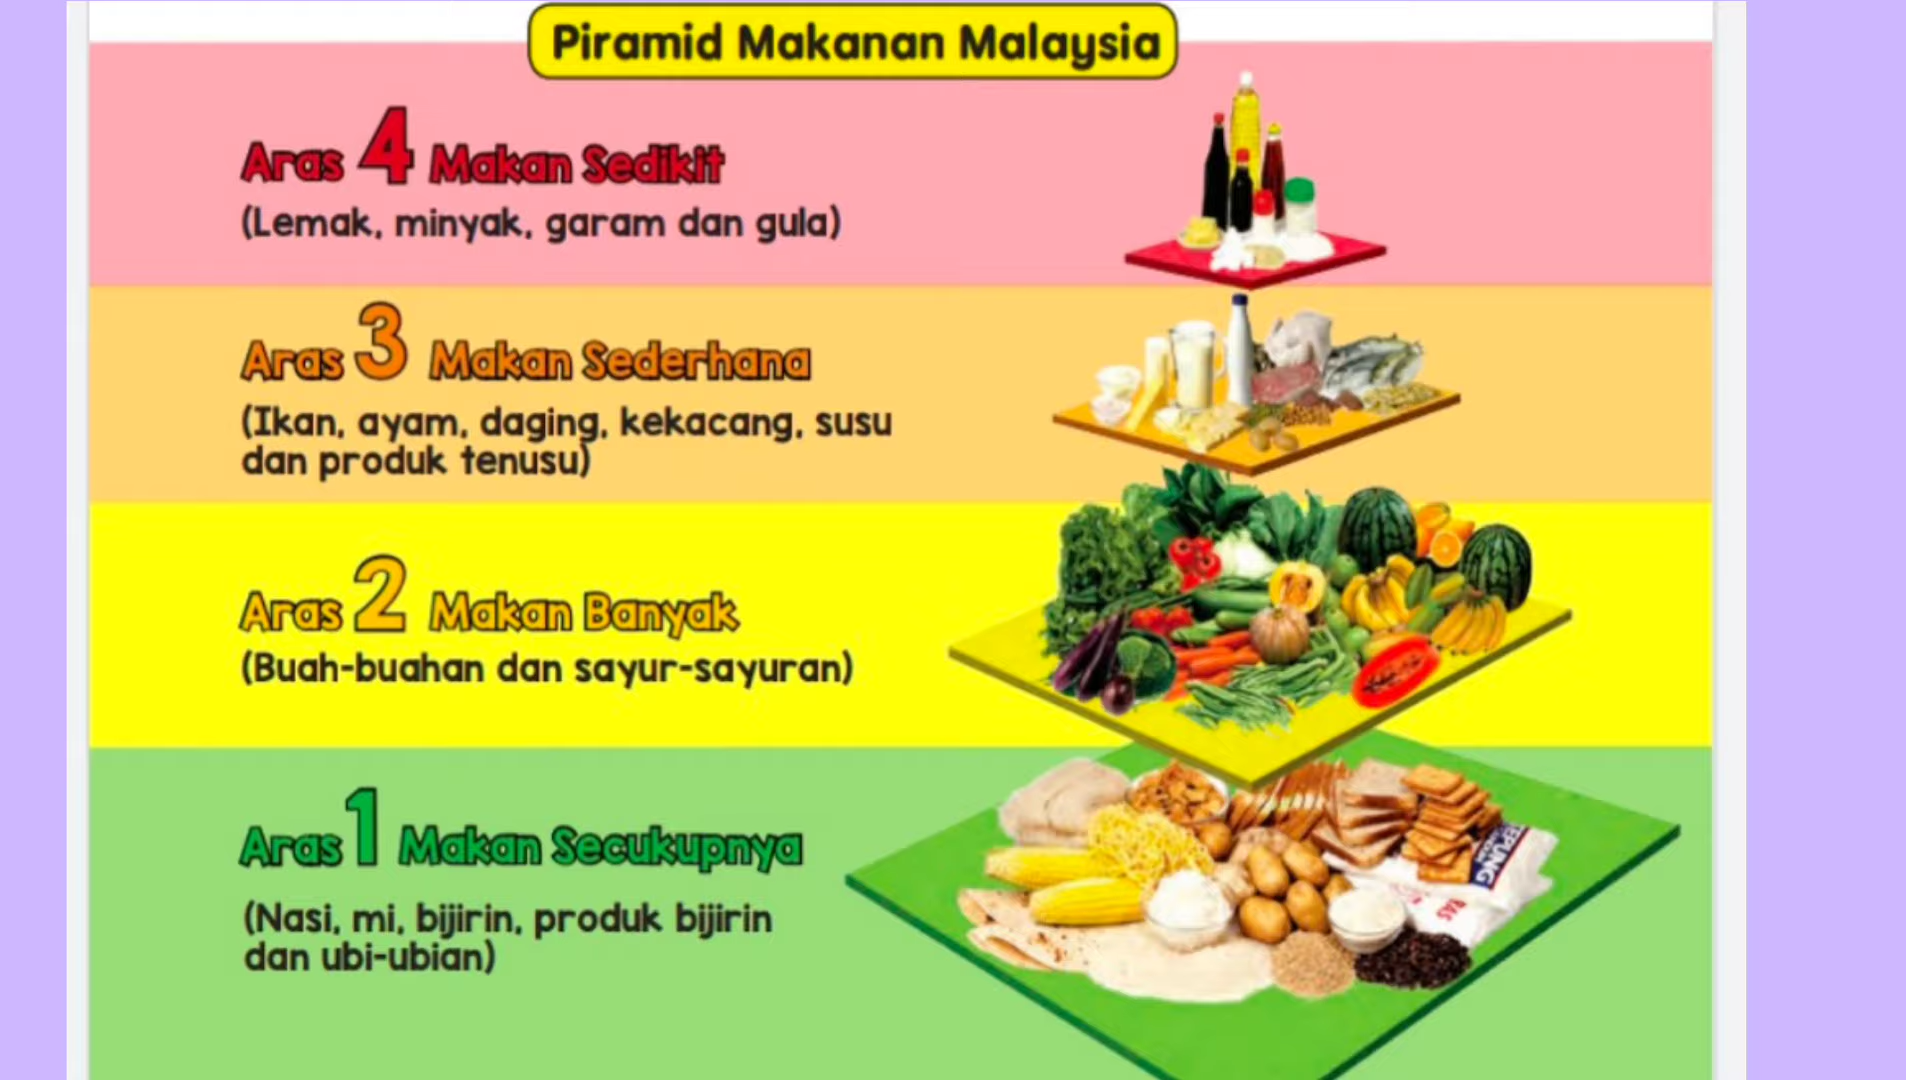 Piramid Makanan Malaysia
Aras 4 Makan Sedikit
(Lemak, minyak, garam dan gula)
Aras 3 Makan Sederhana
(Ikan, ayam, daging, kekacang, susu
dan produk tenusu)
Aras 2 Makan Banyak
(Buah-buahan dan sayur-sayuran)
Aras 1 Makan Secukupnya
(Nasi, mi, bijirin, produk bijirin
dan ubi-ubian)
TEPUNG